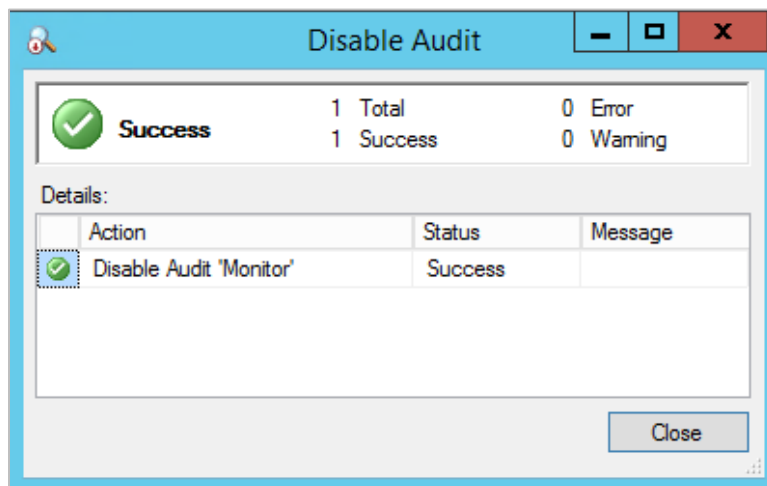 Disable Audit
Success
1 Total 0 Error
1 Success 0 Warning
Details:
Action Status Message
Disable Audit 'Monitor' Success
Close